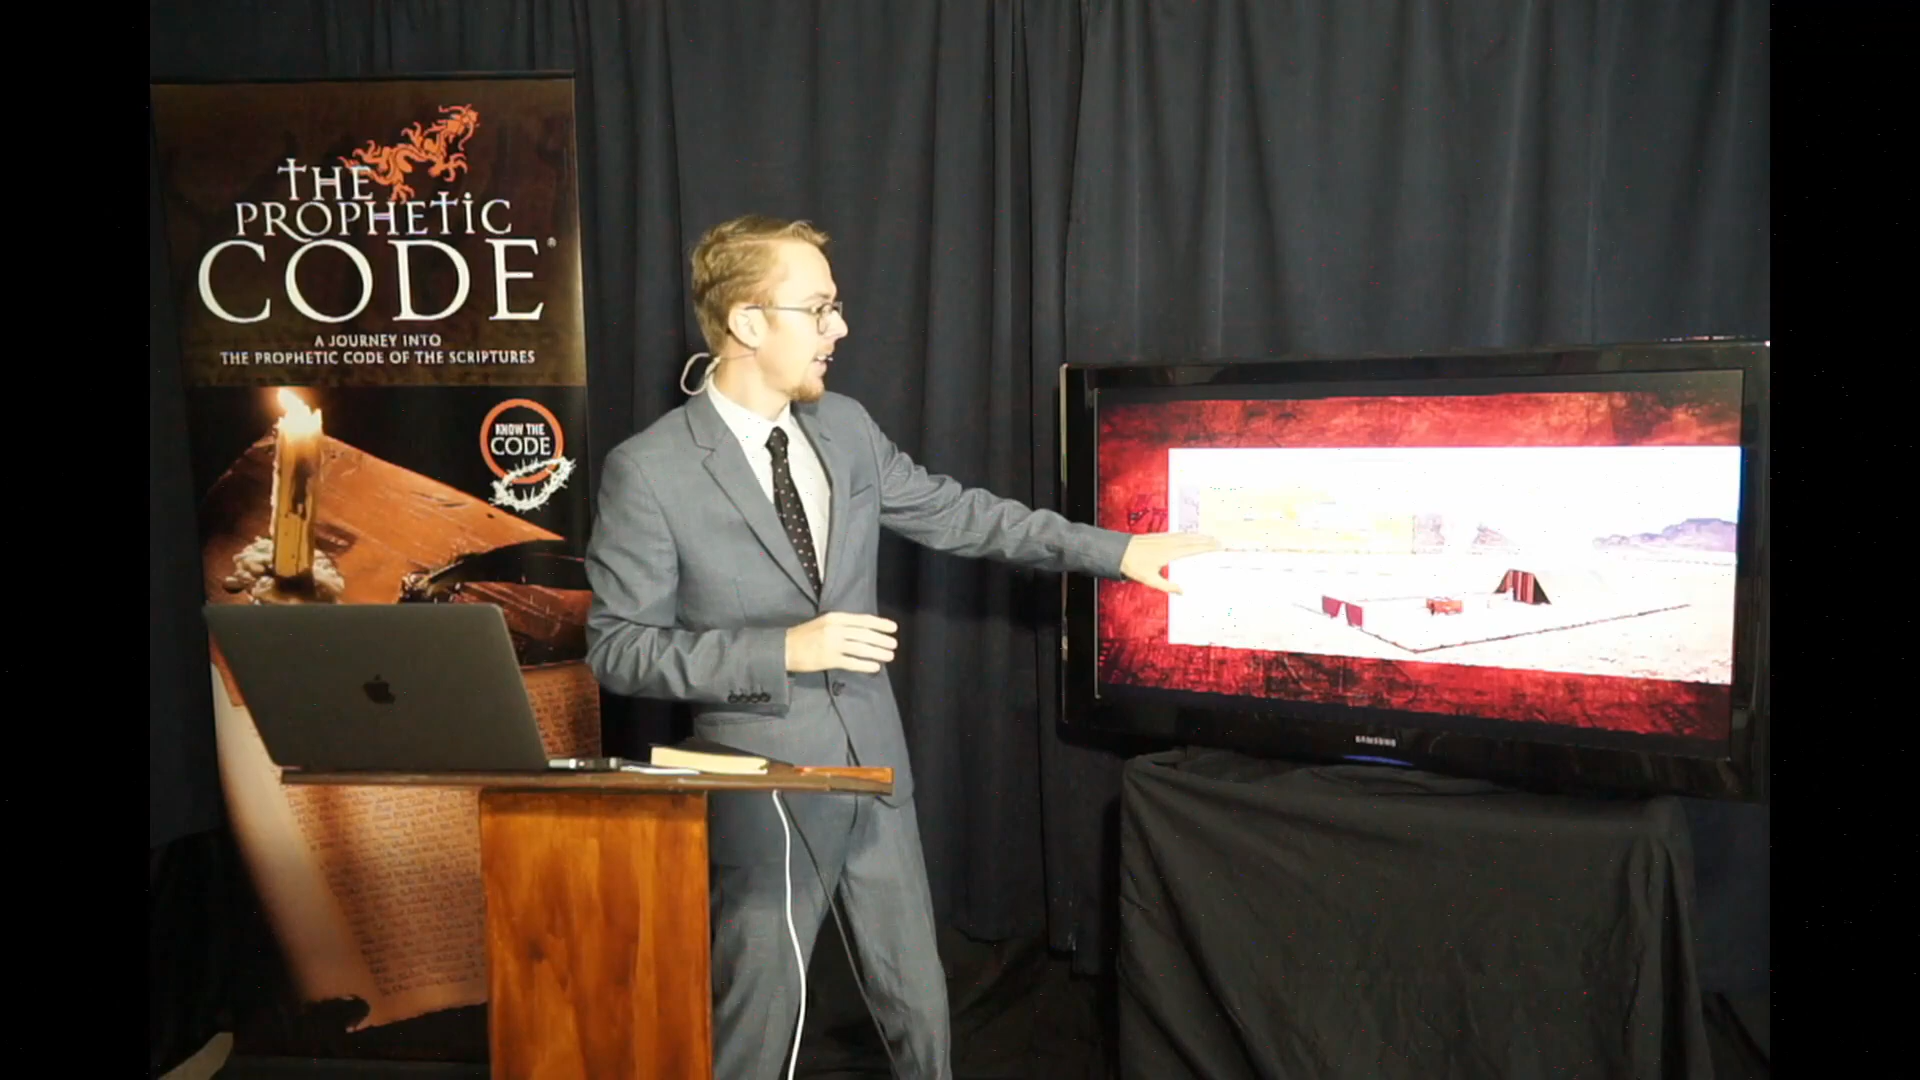 THE
PROPHETIC
CODE®
A JOURNEY INTO
THE PROPHETIC CODE OF THE SCRIPTURES
KNOW THE
CODE
SAMSUNG